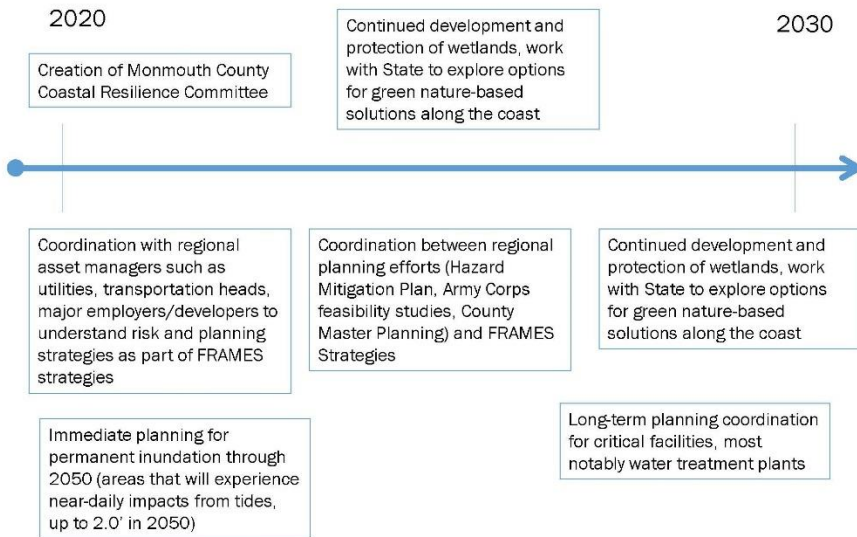 2020
2030
Creation of Monmouth County
Coastal Resilience Committee
Continued development and
protection of wetlands, work
with State to explore options
for green nature-based
solutions along the coast
Coordination with regional
asset managers such as
utilities, transportation heads,
major employers/developers to
understand risk and planning
strategies as part of FRAMES
strategies
Coordination between regional
planning efforts (Hazard
Mitigation Plan, Army Corps
feasibility studies, County
Master Planning) and FRAMES
Strategies
Continued development and
protection of wetlands, work
with State to explore options
for green nature-based
solutions along the coast
Immediate planning for
permanent inundation through
2050 (areas that will experience
near-daily impacts from tides,
up to 2.0’ in 2050)
Long-term planning coordination
for critical facilities, most
notably water treatment plants